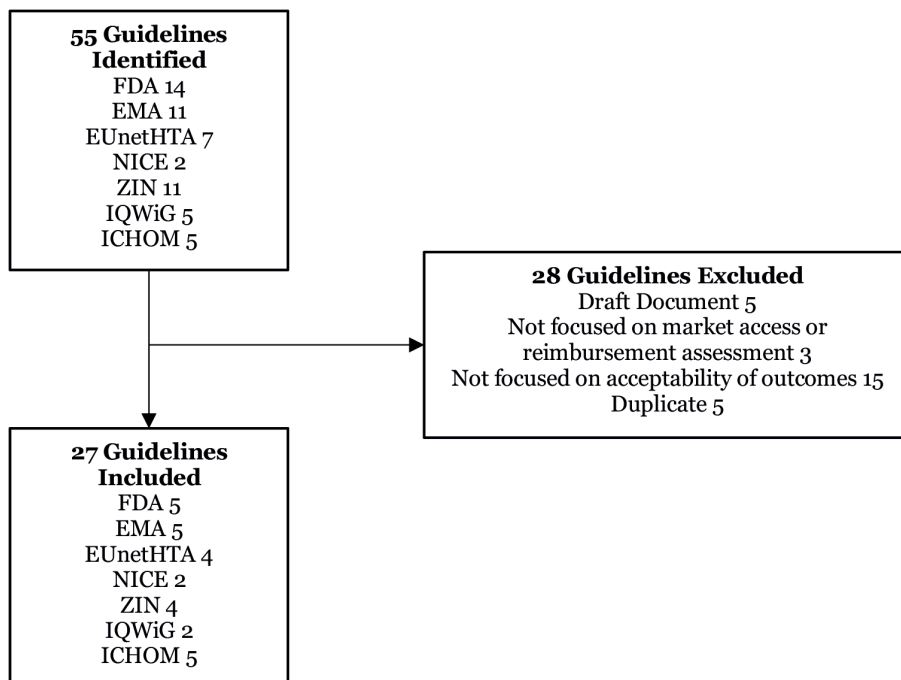 55 Guidelines
Identified
FDA 14
EMA 11
EUnetHTA 7
NICE 2
ZIN 11
IQWiG 5
ICHOM 5
28 Guidelines Excluded
Draft Document 5
Not focused on market access or
reimbursement assessment 3
Not focused on acceptability of outcomes 15
Duplicate 5
27 Guidelines
Included
FDA 5
EMA 5
EUnetHTA 4
NICE 2
ZIN 4
IQWiG 2
ICHOM 5